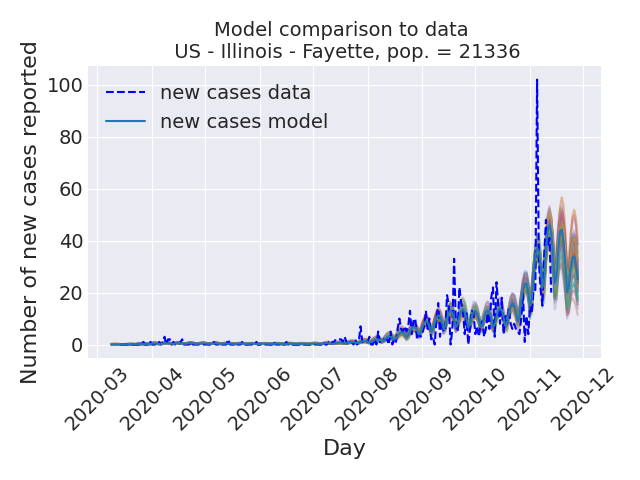 Model comparison to data
US - Illinois - Fayette, pop. = 21336
Number of new cases reported
100
80
60
40
20
0
new cases data
new cases model
2020-03
2020-04
2020-05
2020-06
2020-07
2020-08
2020-09
2020-10
2020-11
2020-12
Day